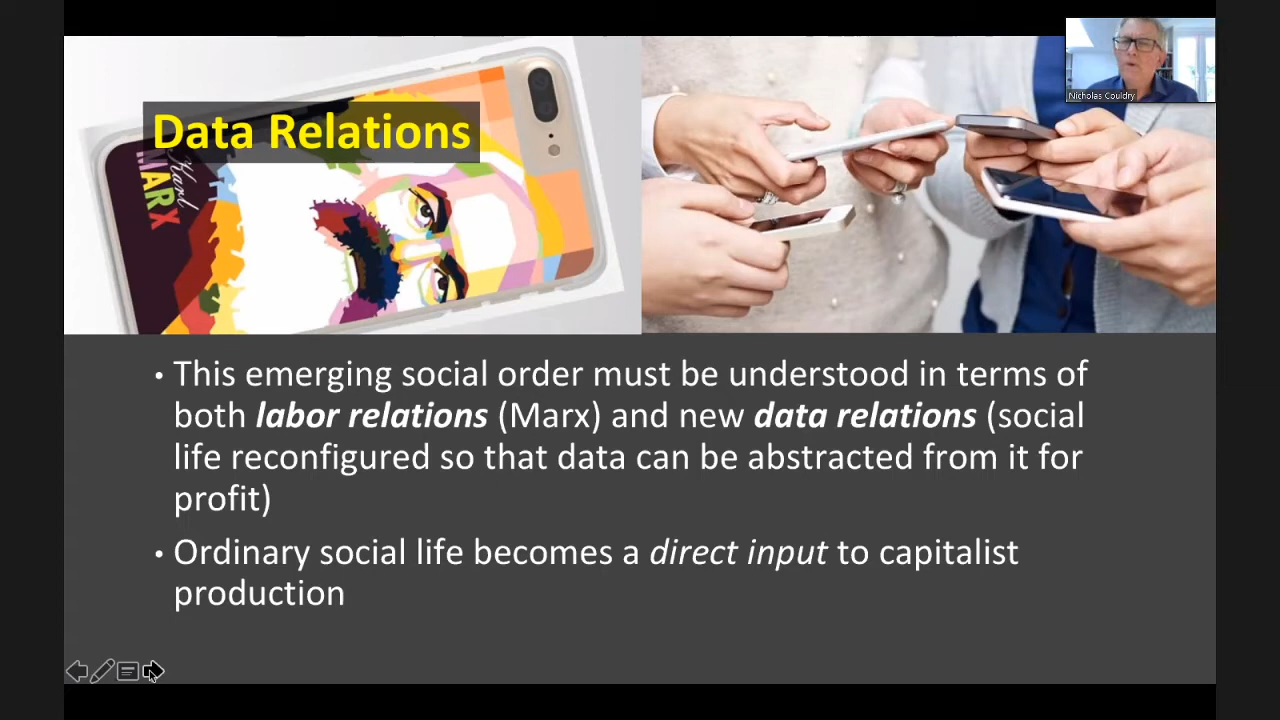 Nicholas Couldry
Data Relations
Karl
MARX
• This emerging social order must be understood in terms of
both labor relations (Marx) and new data relations (social
life reconfigured so that data can be abstracted from it for
profit)
• Ordinary social life becomes a direct input to capitalist
production